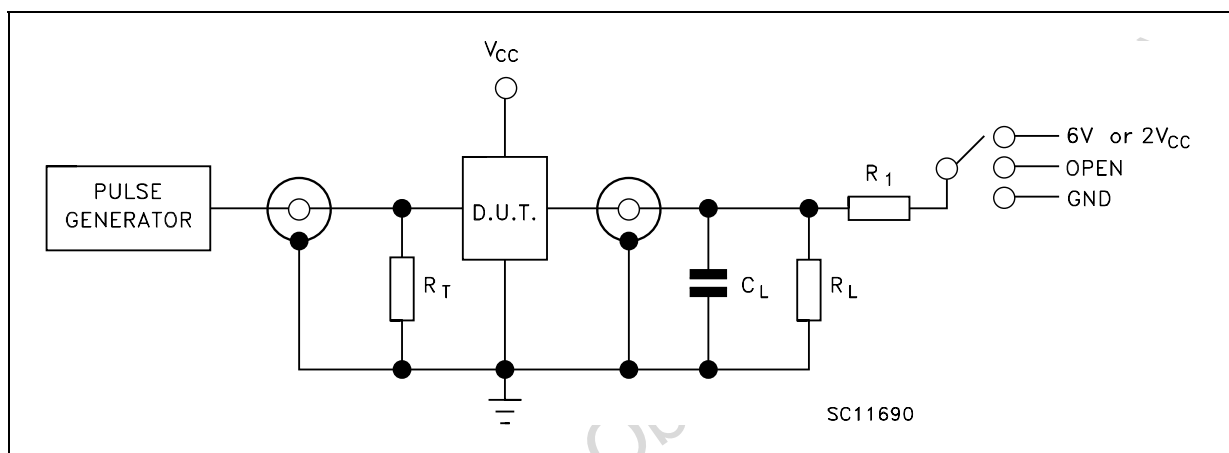 VCC
6V or 2VCC
OPEN
GND
R1
PULSE
GENERATOR
D.U.T.
RT
CL
RL
SC11690